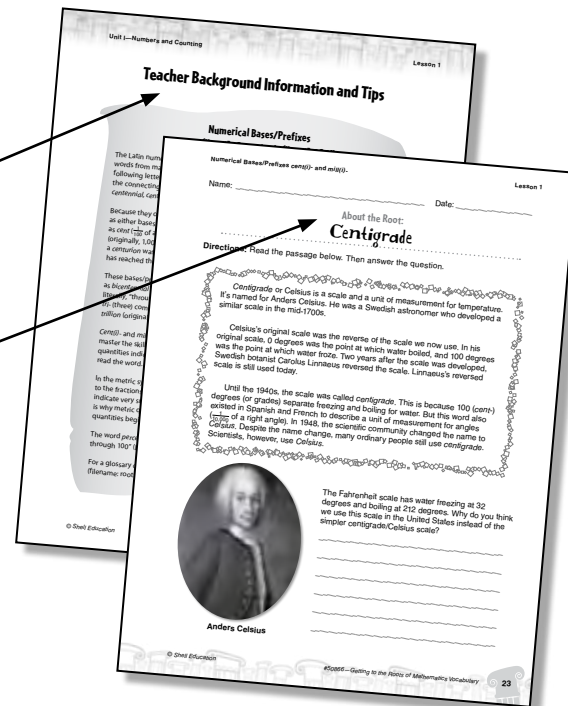 Unit I—Numbers and Counting
Lesson 1
Teacher Background Information and Tips
Numerical Bases/Prefixes
The Latin num
words from ma
following lette
the connecting
centennial, cen
Because they o
as either bases
as cent (1/100 of a
(originally, 1,00
a centurion was
has reached th
These bases/p
as bicentennial
literally, "throu
tri- (three) com
trillion (original
Cent(i)- and mi
master the skil
quantities indi
read the word.
In the metric s
to the fraction
indicate very s
is why metric
quantities beg
The word perce
through 100" (
For a glossary
(filename: root
© Shell Education
Numerical Bases/Prefixes cent(i)- and mill(i)-
Lesson 1
Name:
Date:
About the Root:
Centigrade
Directions: Read the passage below. Then answer the question.
Centigrade or Celsius is a scale and a unit of measurement for temperature.
It's named for Anders Celsius. He was a Swedish astronomer who developed a
similar scale in the mid-1700s.
Celsius's original scale was the reverse of the scale we now use. In his
original scale, 0 degrees was the point at which water boiled, and 100 degrees
was the point at which water froze. Two years after the scale was developed,
Swedish botanist Carolus Linnaeus reversed the scale. Linnaeus's reversed
scale is still used today.
Until the 1940s, the scale was called centigrade. This is because 100 (cent-)
degrees (or grades) separate freezing and boiling for water. But this word also
existed in Spanish and French to describe a unit of measurement for angles
( of a right angle). In 1948, the scientific community changed the name to
Celsius. Despite the name change, many ordinary people still use centigrade.
Scientists, however, use Celsius.
The Fahrenheit scale has water freezing at 32
degrees and boiling at 212 degrees. Why do you think
we use this scale in the United States instead of the
simpler centigrade/Celsius scale?
Anders Celsius
© Shell Education
#50866—Getting to the Roots of Mathematics Vocabulary
23